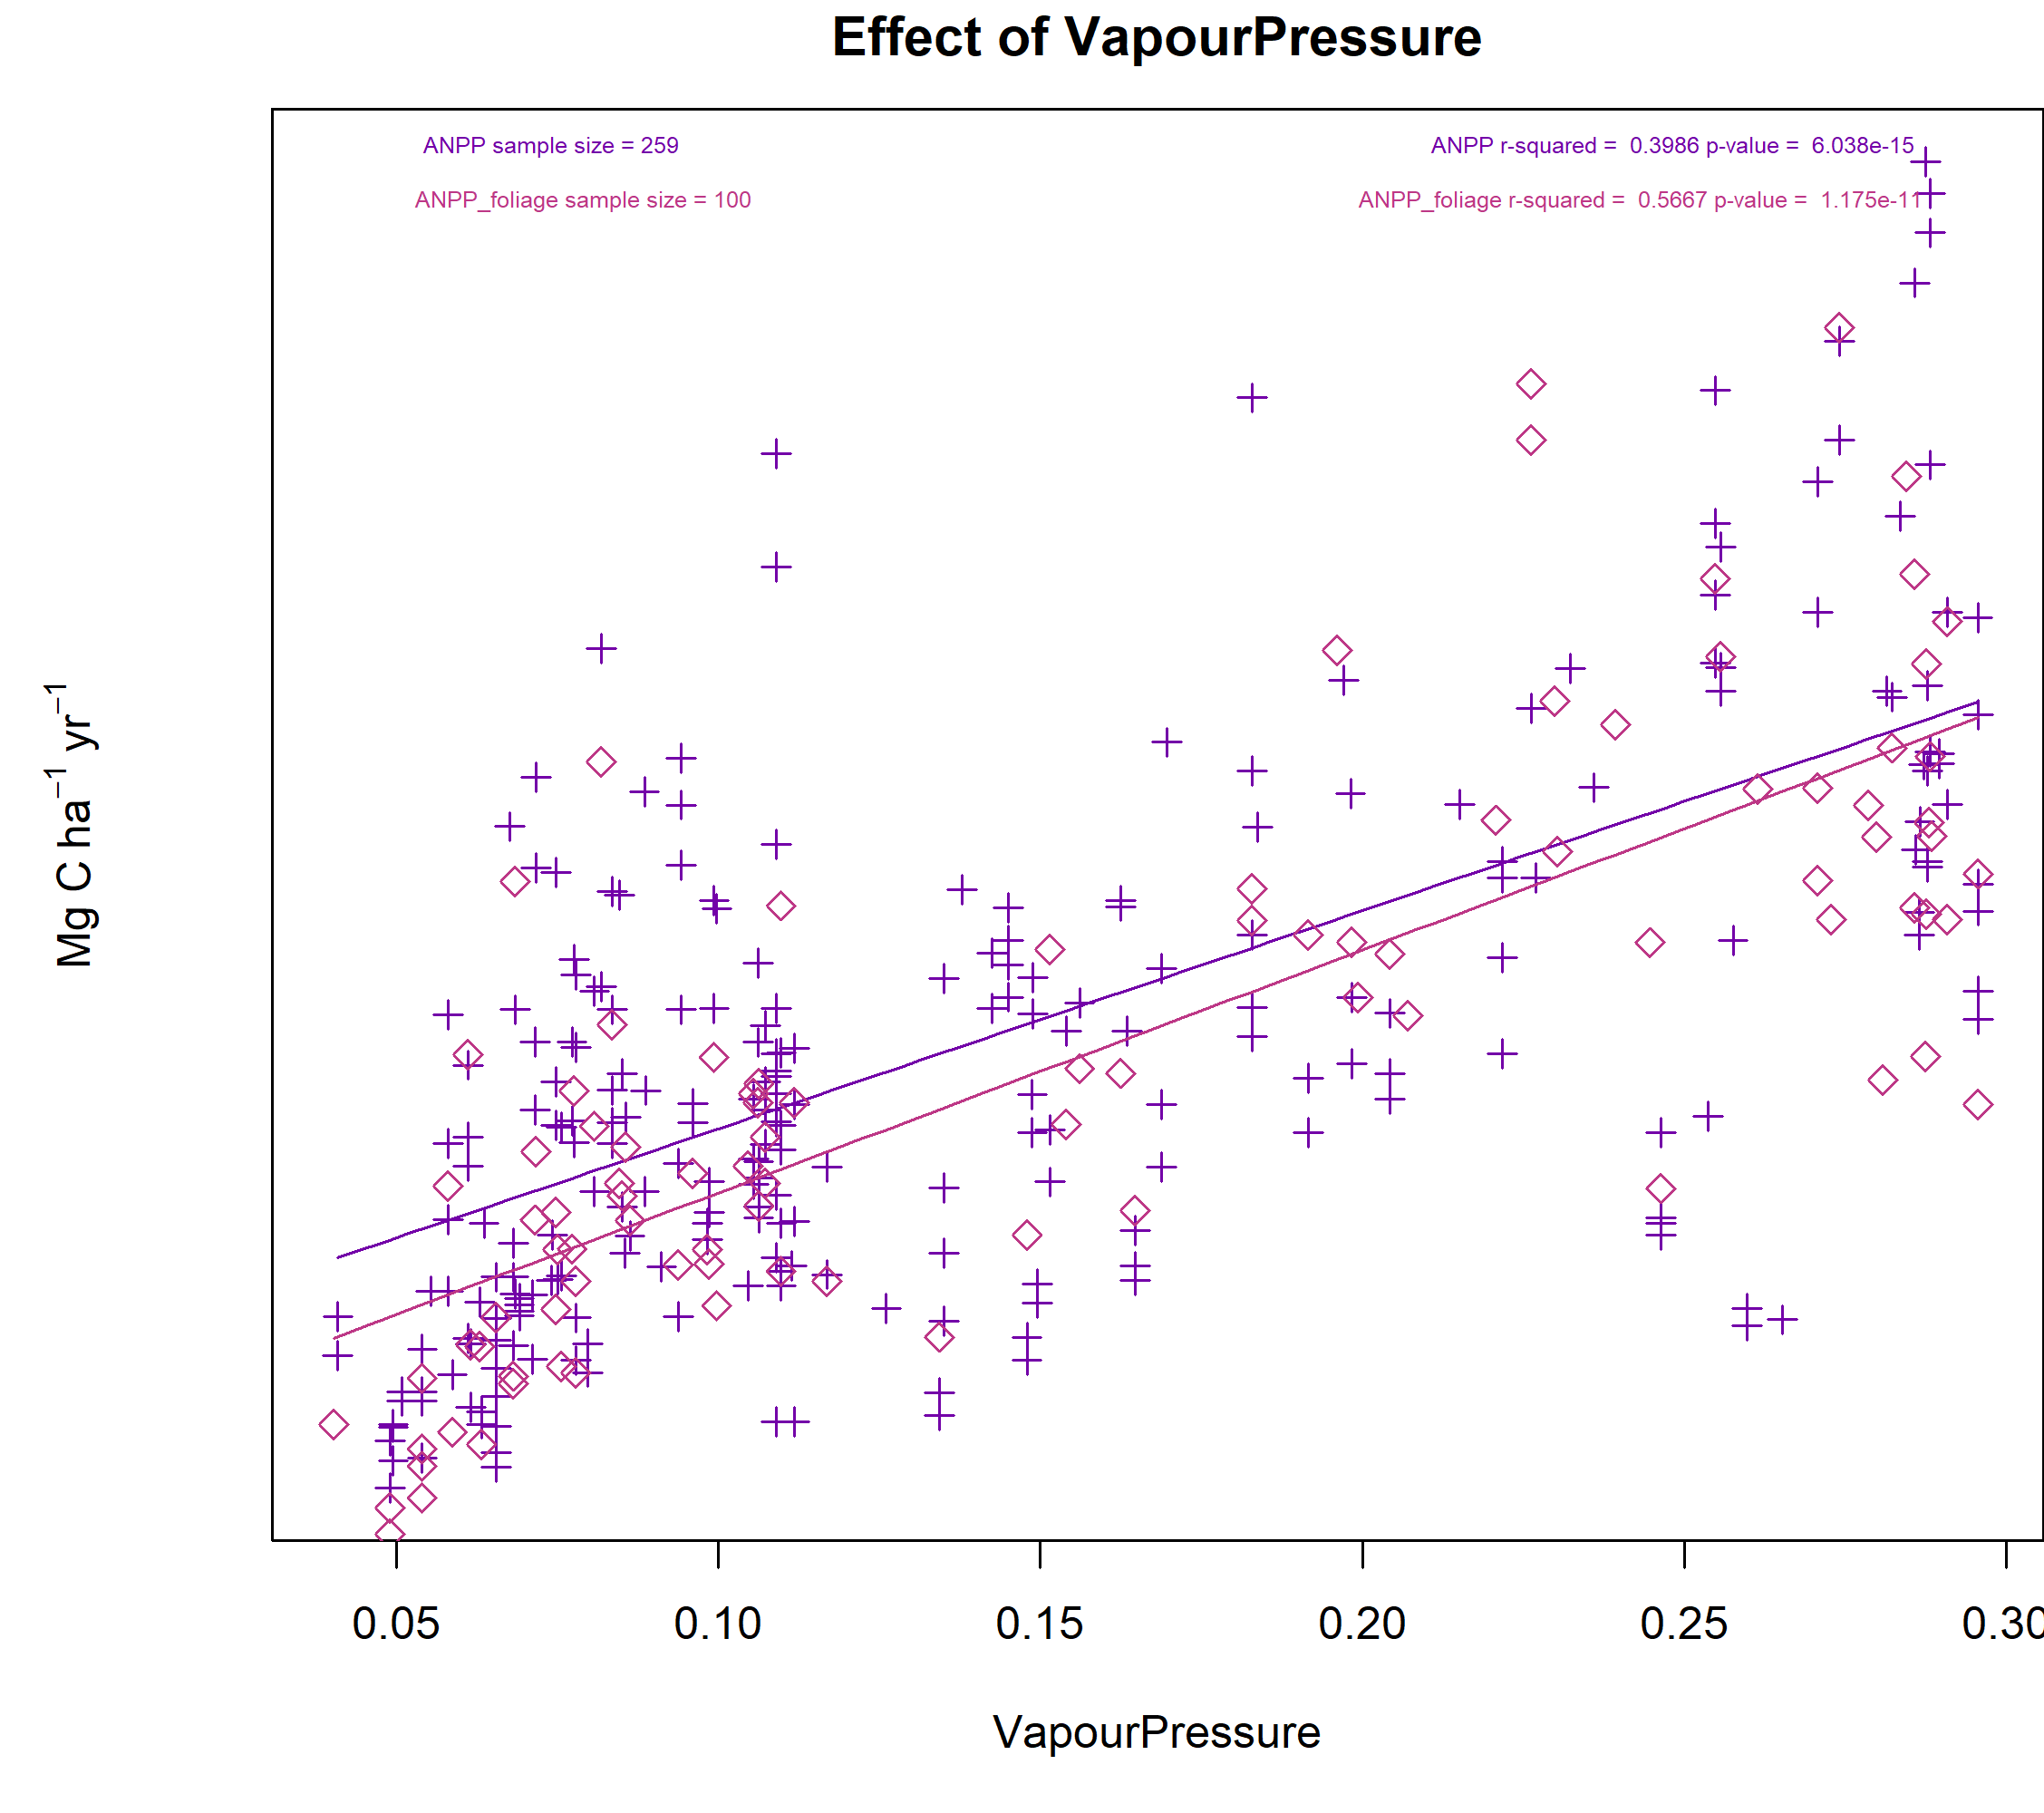 Effect of VapourPressure
ANPP sample size = 259
ANPP r-squared =  0.3986 p-value =  6.038e-15
ANPP_foliage sample size = 100
ANPP_foliage r-squared =  0.5667 p-value =  1.175e-11
Mg C ha⁻¹ yr⁻¹
0.05 0.10 0.15 0.20 0.25 0.30
VapourPressure